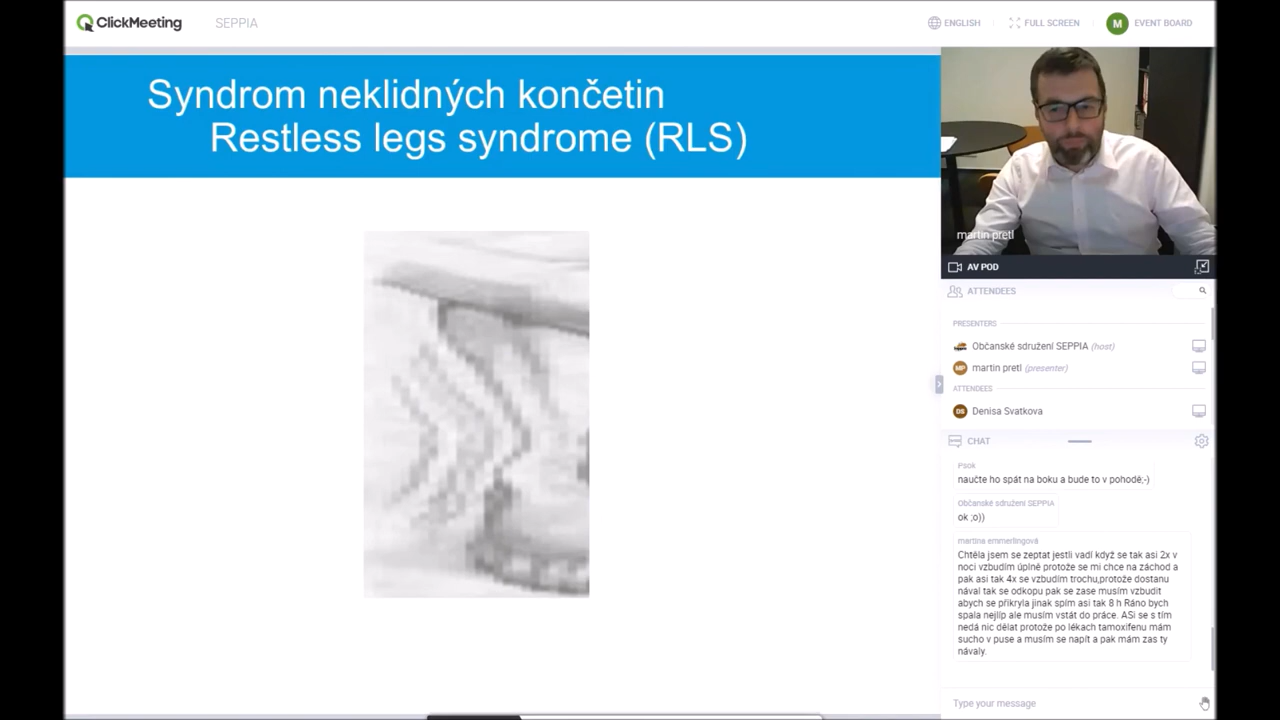 ClickMeeting
SEPPIA
ENGLISH
FULL SCREEN
M
EVENT BOARD
Syndrom neklidných končetin
Restless legs syndrome (RLS)
martin pretl
AV POD
ATTENDEES
PRESENTERS
Občanské sdružení SEPPIA (host)
MP
martin pretl (presenter)
ATTENDEES
DS
Denisa Svatkova
CHAT
Psok
naučte ho spát na boku a bude to v pohodě;-)
Občanské sdružení SEPPIA
ok ;o))
martina emmerlingová
Chtěla jsem se zeptat jestli vadí když se tak asi 2x v
noci vzbudím úplně protože se mi chce na záchod a
pak asi tak 4x se vzbudím trochu,protože dostanu
nával tak se odkopu pak se zase musím vzbudit
abych se přikryla jinak spím asi tak 8 h Ráno bych
spala nejlíp ale musím vstát do práce. ASi se s tím
nedá nic dělat protože po lékach tamoxifenu mám
sucho v puse a musím se napít a pak mám zas ty
návaly.
Type your message